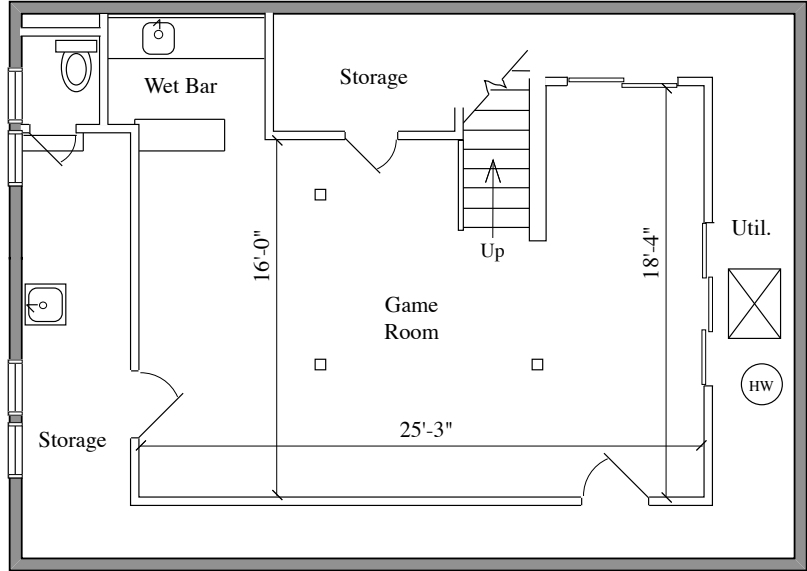 Storage
Wet Bar
Util.
16'-0"
18'-4"
Up
Game
Room
HW
25'-3"
Storage